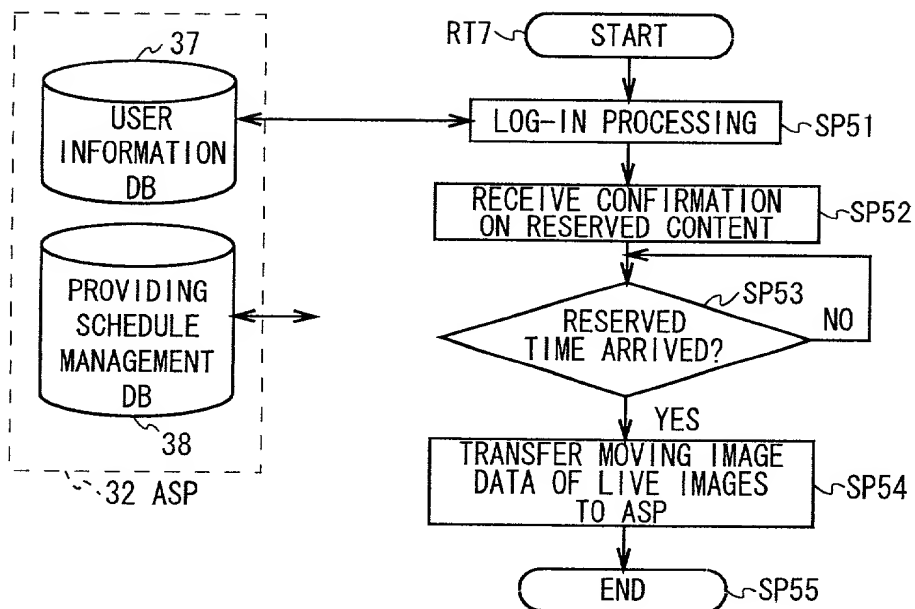 37
USER
INFORMATION
DB
PROVIDING
SCHEDULE
MANAGEMENT
DB
38
32 ASP
RT7
START
LOG-IN PROCESSING
SP51
RECEIVE CONFIRMATION
ON RESERVED CONTENT
SP52
SP53
RESERVED
TIME ARRIVED?
NO
YES
TRANSFER MOVING IMAGE
DATA OF LIVE IMAGES
TO ASP
SP54
END
SP55